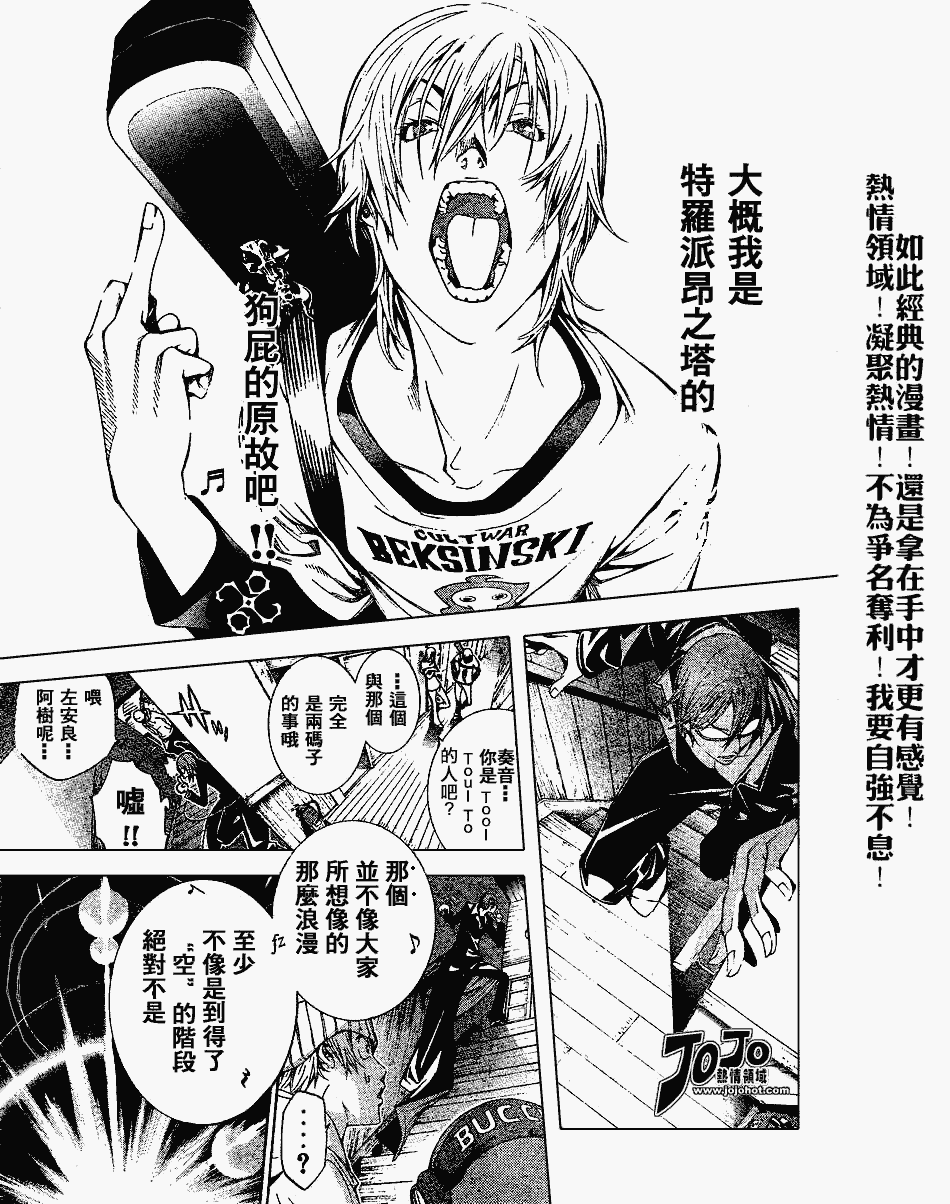 如此經典的漫畫！還是拿在手中才更有感覺！
熱情領域！凝聚熱情！不為爭名奪利！我要自強不息！
大概我是
特羅派昂之塔的
狗屁的原故吧!!
CULT WAR
BEKSINSKI
奏音…
你是 Tool
Toul To
的人吧?
…這個
與那個
完全
是兩碼子
的事哦
喂
左安良…
阿樹呢…
噓!!
那個
並不像大家
所想像的
那麼浪漫
至少
不像是到得了
“空”的階段
絕對不是
……?
BUCC
JOJO
熱情領域
www.jojohot.com